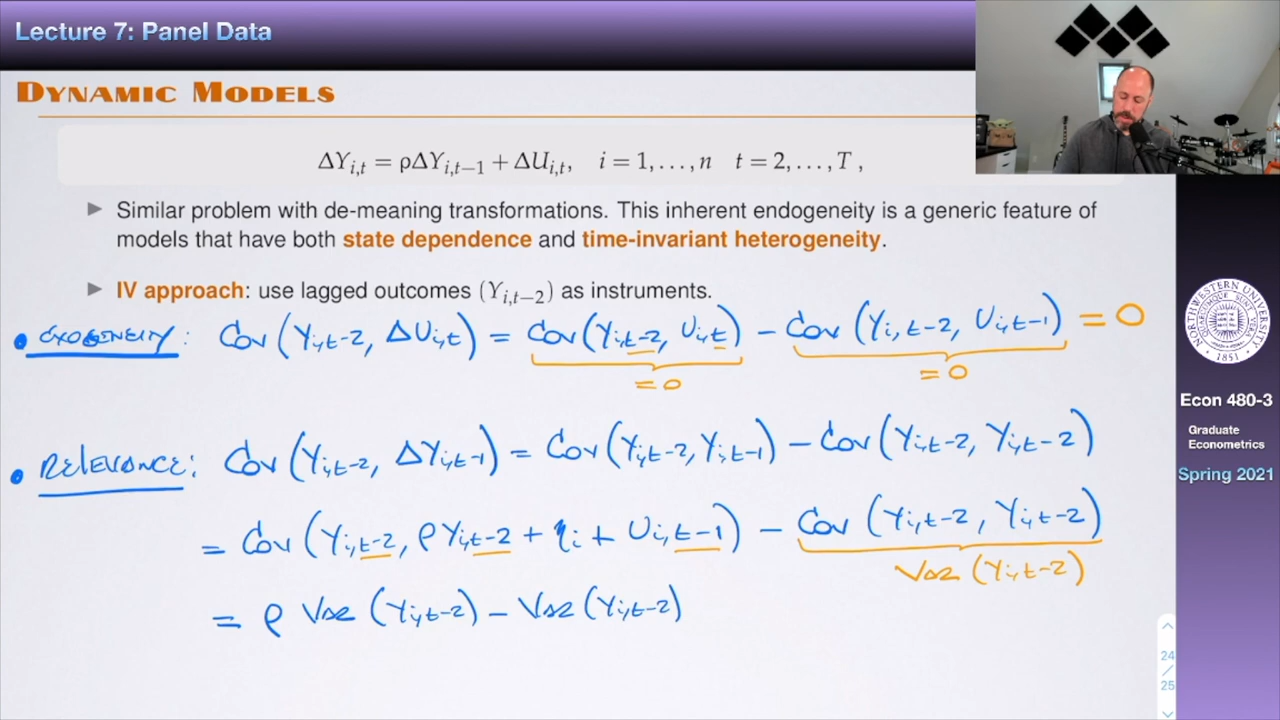 Lecture 7: Panel Data
DYNAMIC MODELS
ΔY_{i,t} = ρΔY_{i,t−1} + ΔU_{i,t},   i = 1, . . . , n   t = 2, . . . , T ,
▶ Similar problem with de-meaning transformations. This inherent endogeneity is a generic feature of
models that have both state dependence and time-invariant heterogeneity.
▶ IV approach: use lagged outcomes (Y_{i,t−2}) as instruments.
• EXOGENEITY: Cov(Y_{i,t-2}, ΔU_{i,t}) = Cov(Y_{i,t-2}, U_{i,t}) − Cov(Y_{i,t-2}, U_{i,t-1}) = 0
= 0   = 0
• RELEVANCE: Cov(Y_{i,t-2}, ΔY_{i,t-1}) = Cov(Y_{i,t-2}, Y_{i,t-1}) − Cov(Y_{i,t-2}, Y_{i,t-2})
= Cov(Y_{i,t-2}, ρY_{i,t-2} + η_i + U_{i,t-1}) − Cov(Y_{i,t-2}, Y_{i,t-2})
Var(Y_{i,t-2})
= ρ Var(Y_{i,t-2}) − Var(Y_{i,t-2})
NORTHWESTERN UNIVERSITY
1851
Econ 480-3
Graduate
Econometrics
Spring 2021
24
/
25